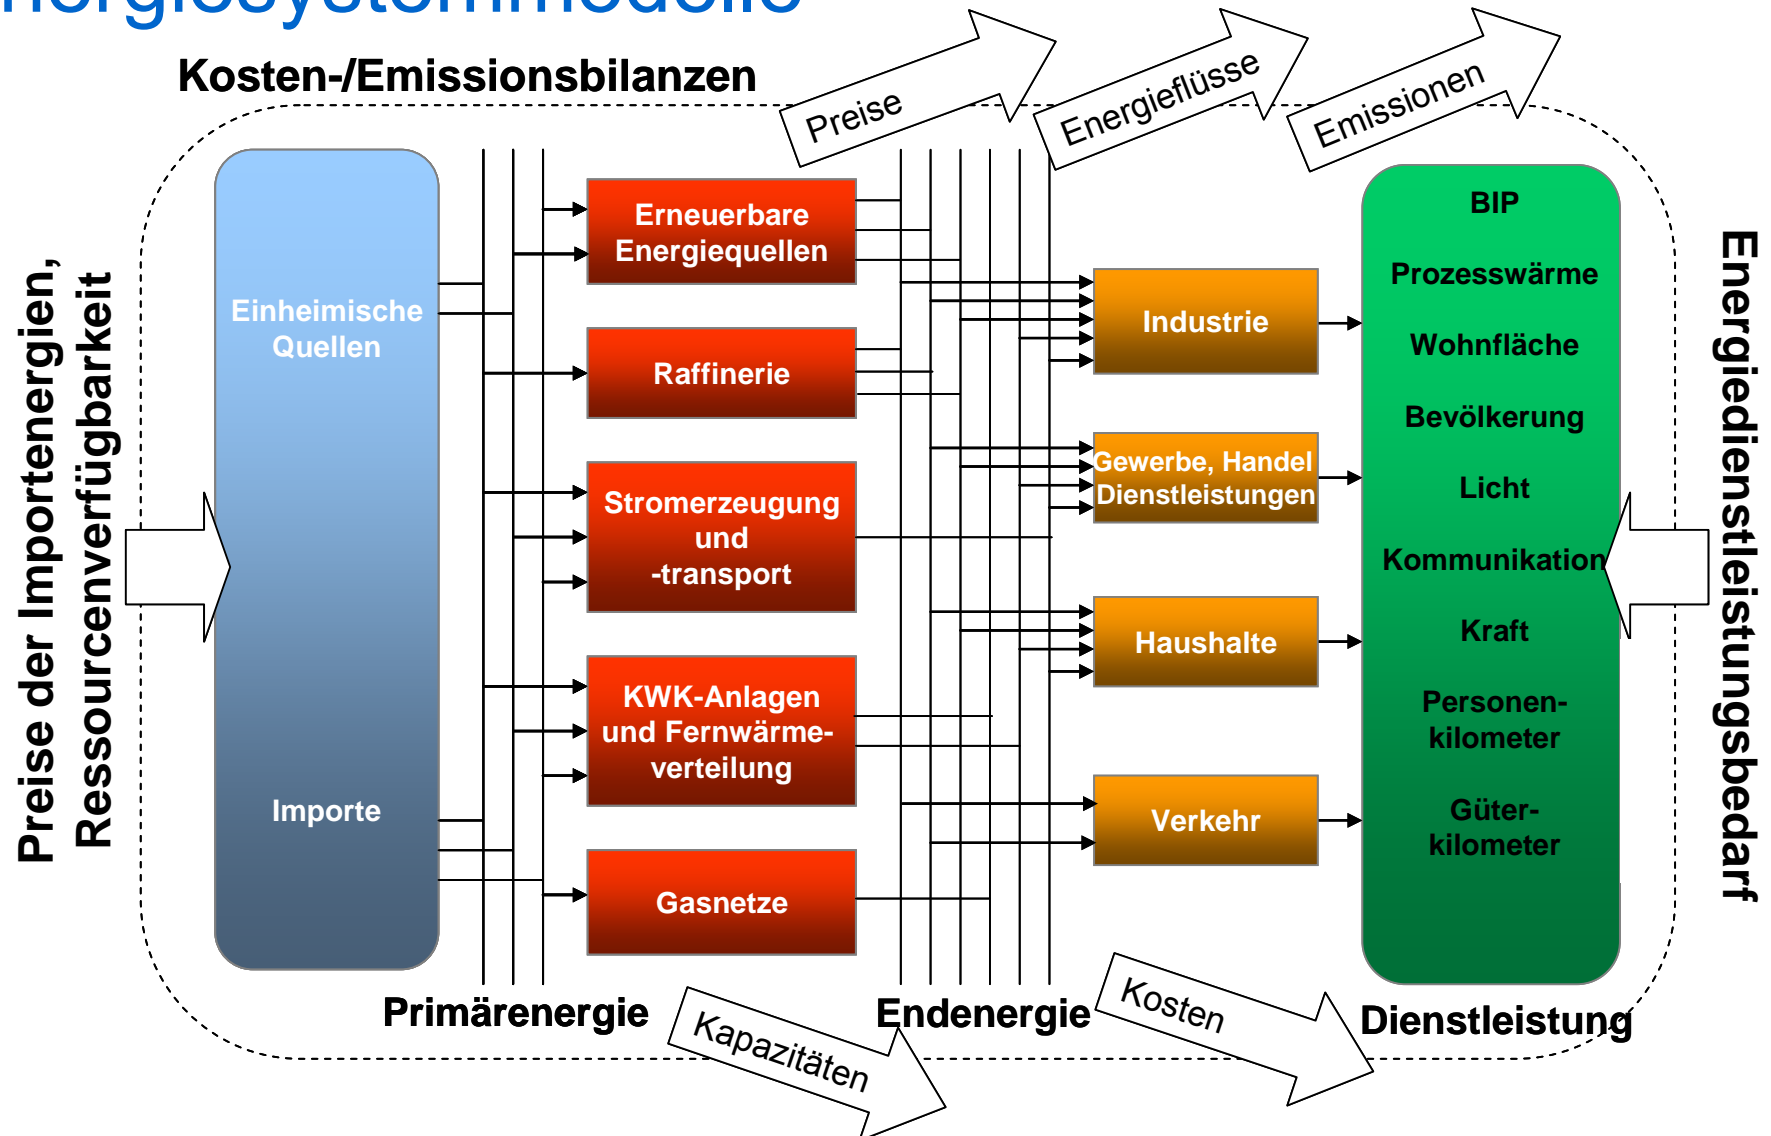 nergiesystemmodelle
Kosten-/Emissionsbilanzen
Preise
Energieflüsse
Emissionen
Preise der Importenergien,
Ressourcenverfügbarkeit
Einheimische
Quellen
Importe
Erneuerbare
Energiequellen
Raffinerie
Stromerzeugung
und
-transport
KWK-Anlagen
und Fernwärme-
verteilung
Gasnetze
Industrie
Gewerbe, Handel
Dienstleistungen
Haushalte
Verkehr
BIP
Prozesswärme
Wohnfläche
Bevölkerung
Licht
Kommunikation
Kraft
Personen-
kilometer
Güter-
kilometer
Energiedienstleistungsbedarf
Primärenergie
Endenergie
Dienstleistung
Kapazitäten
Kosten